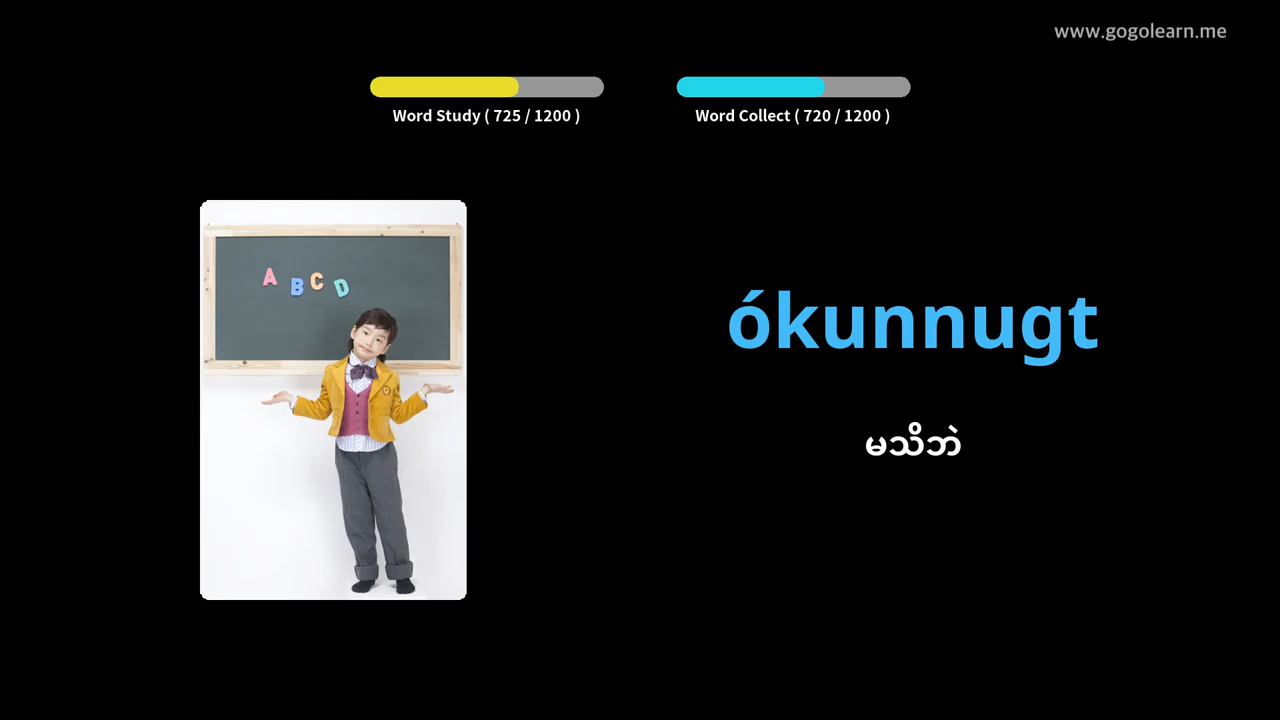 www.gogolearn.me
Word Study ( 725 / 1200 )
Word Collect ( 720 / 1200 )
A B C D
ókunnugt
မသိဘဲ